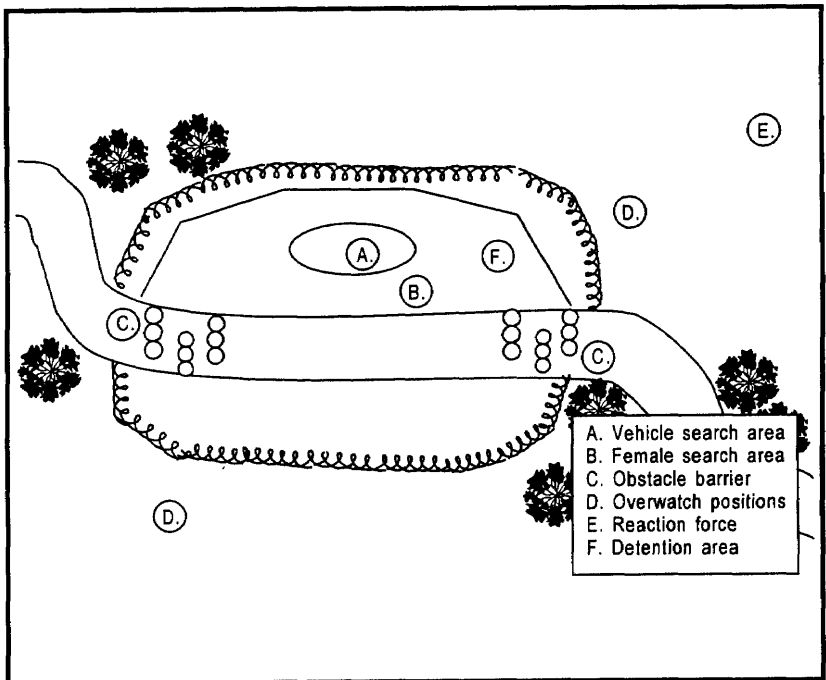 E.
D.
A.
F.
B.
C.
C.
D.
A. Vehicle search area
B. Female search area
C. Obstacle barrier
D. Overwatch positions
E. Reaction force
F. Detention area